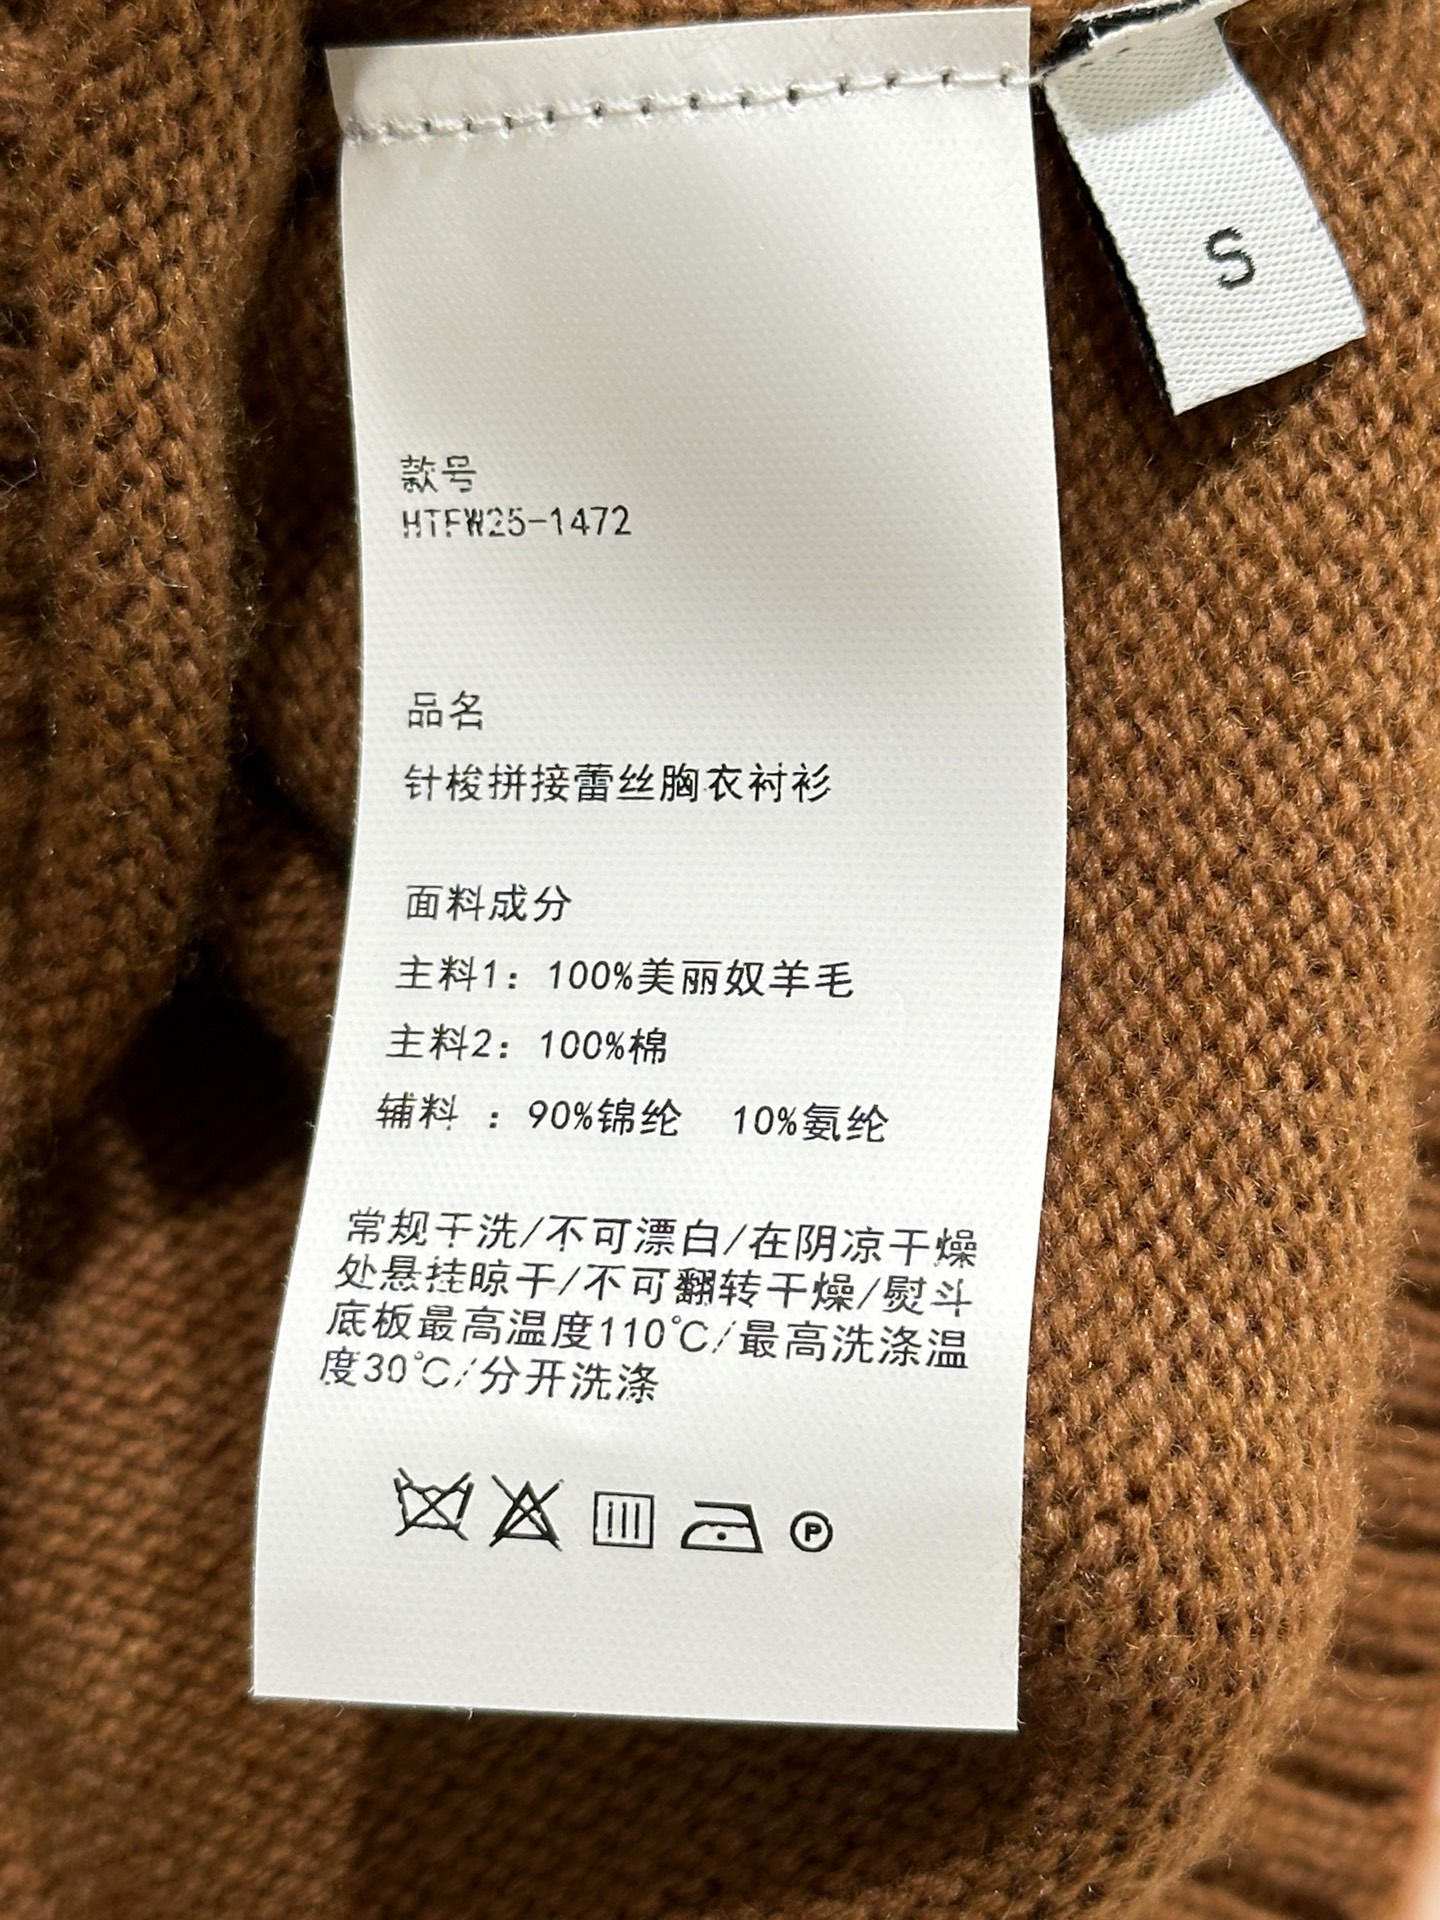 S
款号
HTFW25-1472
品名
针梭拼接蕾丝胸衣衬衫
面料成分
主料1：100%美丽奴羊毛
主料2：100%棉
辅料 ：90%锦纶 10%氨纶
常规干洗/不可漂白/在阴凉干燥
处悬挂晾干/不可翻转干燥/熨斗
底板最高温度110℃/最高洗涤温
度30℃/分开洗涤
P